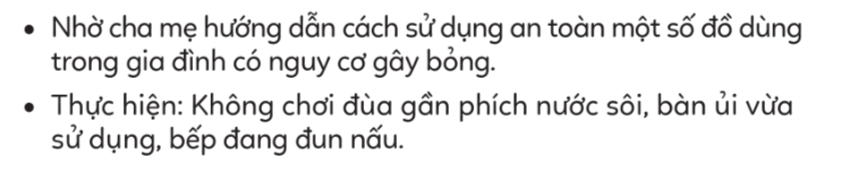 • Nhờ cha mẹ hướng dẫn cách sử dụng an toàn một số đồ dùng
trong gia đình có nguy cơ gây bỏng.
• Thực hiện: Không chơi đùa gần phích nước sôi, bàn ủi vừa
sử dụng, bếp đang đun nấu.